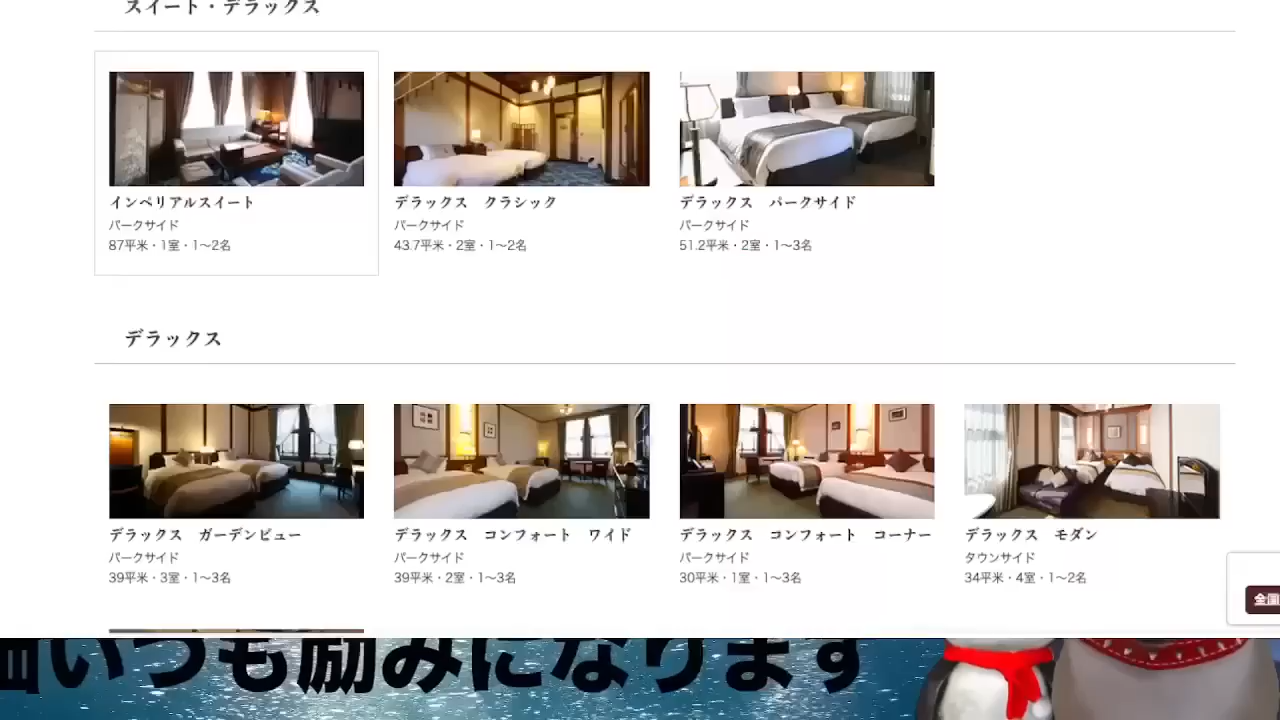 スイート・デラックス
インペリアルスイート
パークサイド
87平米・1室・1〜2名
デラックス　クラシック
パークサイド
43.7平米・2室・1〜2名
デラックス　パークサイド
パークサイド
51.2平米・2室・1〜3名
デラックス
デラックス　ガーデンビュー
パークサイド
39平米・3室・1〜3名
デラックス　コンフォート　ワイド
パークサイド
39平米・2室・1〜3名
デラックス　コンフォート　コーナー
パークサイド
30平米・1室・1〜3名
デラックス　モダン
タウンサイド
34平米・4室・1〜2名
全国
いつも励みになります